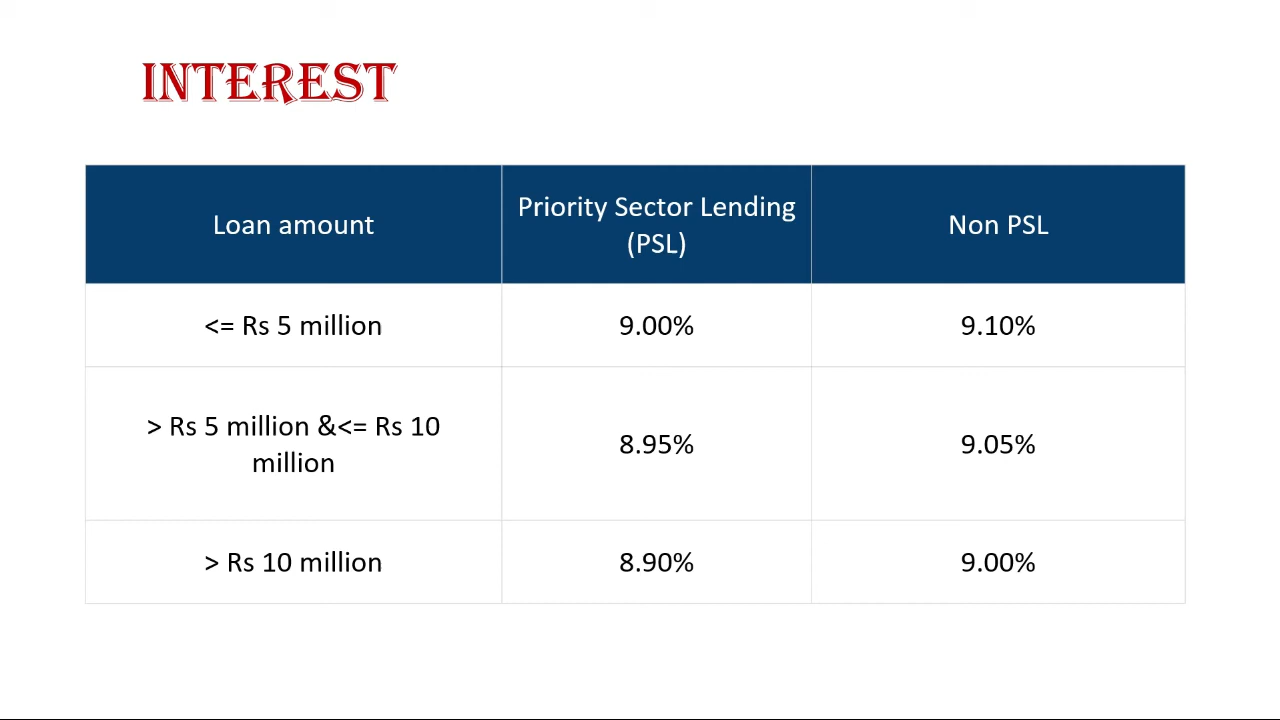 INTEREST
Loan amount
Priority Sector Lending
(PSL)
Non PSL
<= Rs 5 million
9.00%
9.10%
> Rs 5 million &<= Rs 10
million
8.95%
9.05%
> Rs 10 million
8.90%
9.00%